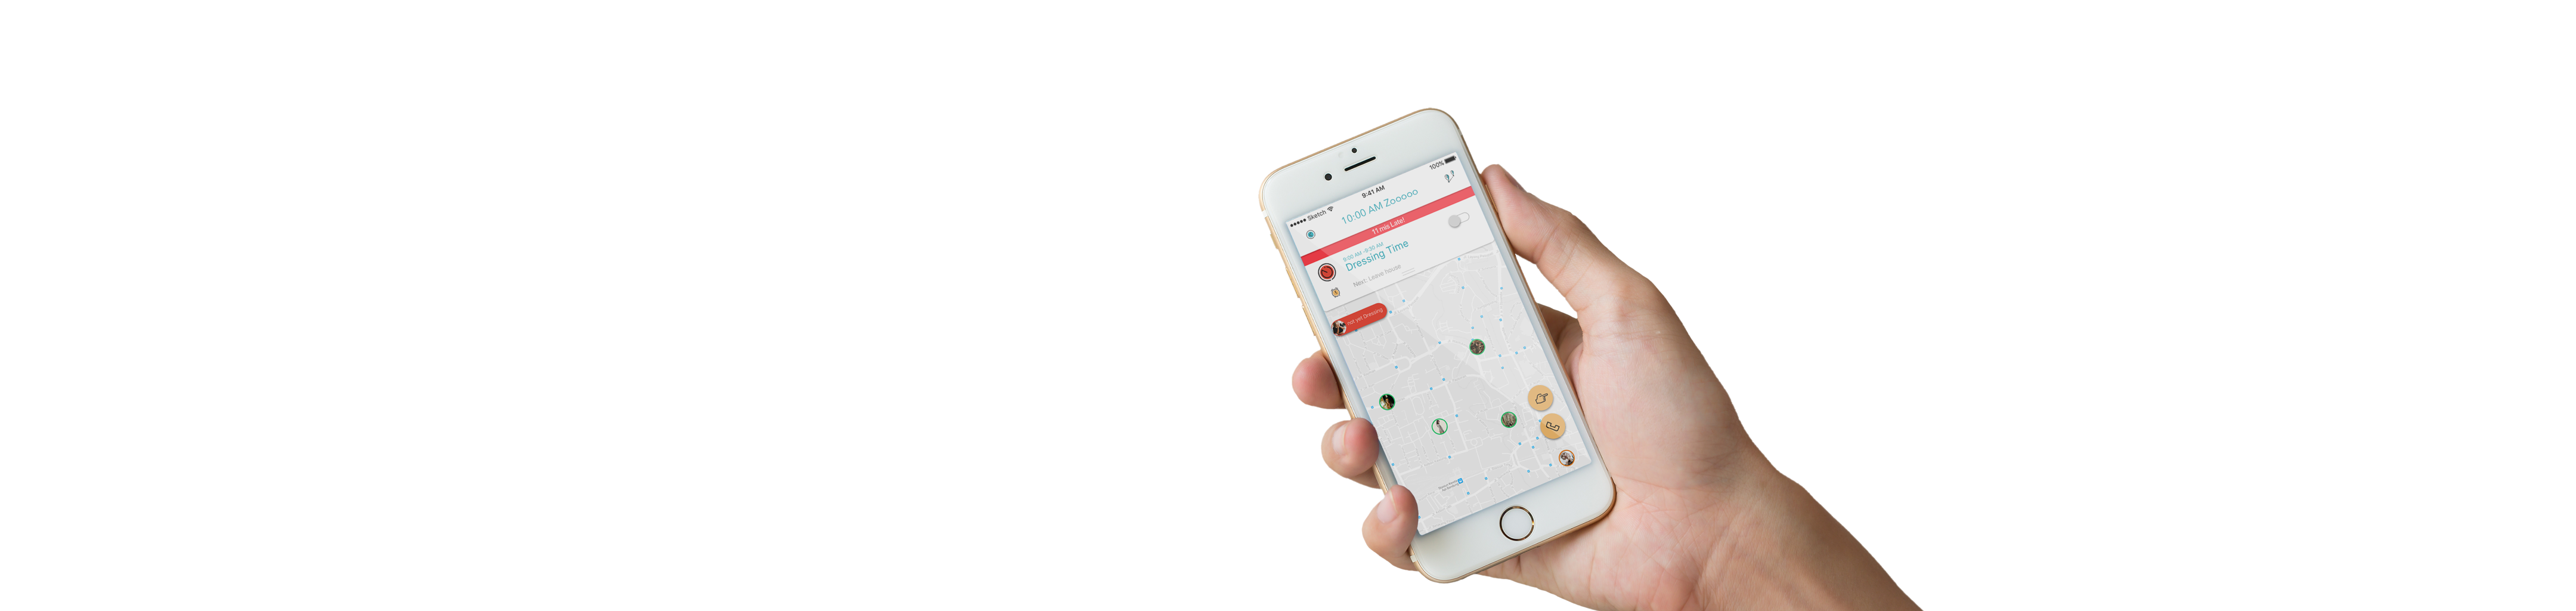 Sketch 9:41 AM 100%
10:00 AM Zooooo
11 mis Late!
9:00 AM -9:30 AM
Dressing Time
Next: Leave house
not yet Dressing